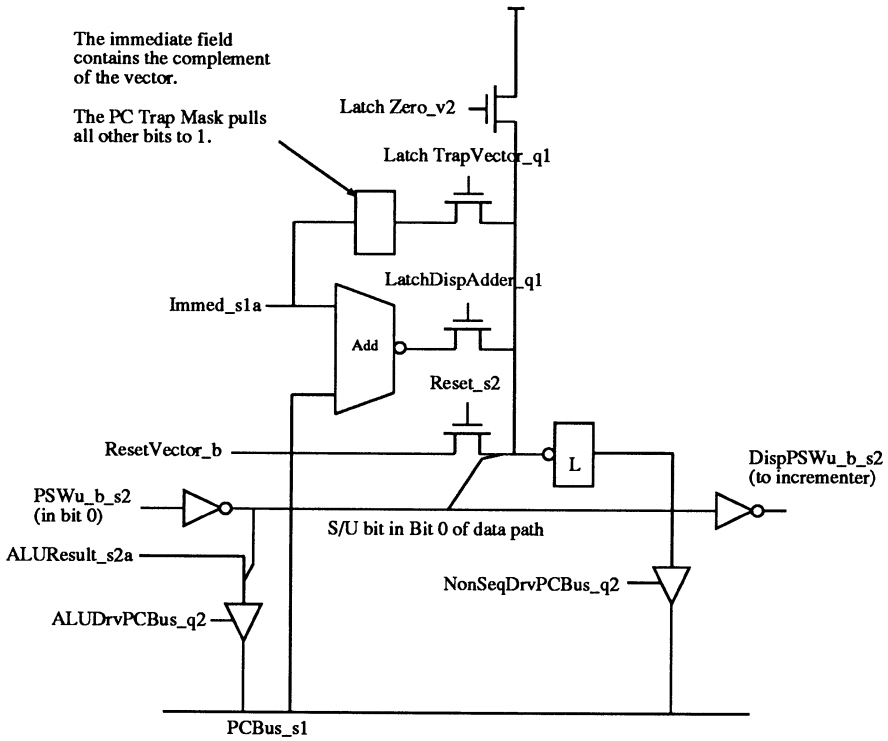 The immediate field
contains the complement
of the vector.
The PC Trap Mask pulls
all other bits to 1.
Latch Zero_v2
Latch TrapVector_q1
LatchDispAdder_q1
Immed_s1a
Add
Reset_s2
ResetVector_b
L
DispPSWu_b_s2
(to incrementer)
PSWu_b_s2
(in bit 0)
S/U bit in Bit 0 of data path
ALUResult_s2a
NonSeqDrvPCBus_q2
ALUDrvPCBus_q2
PCBus_s1